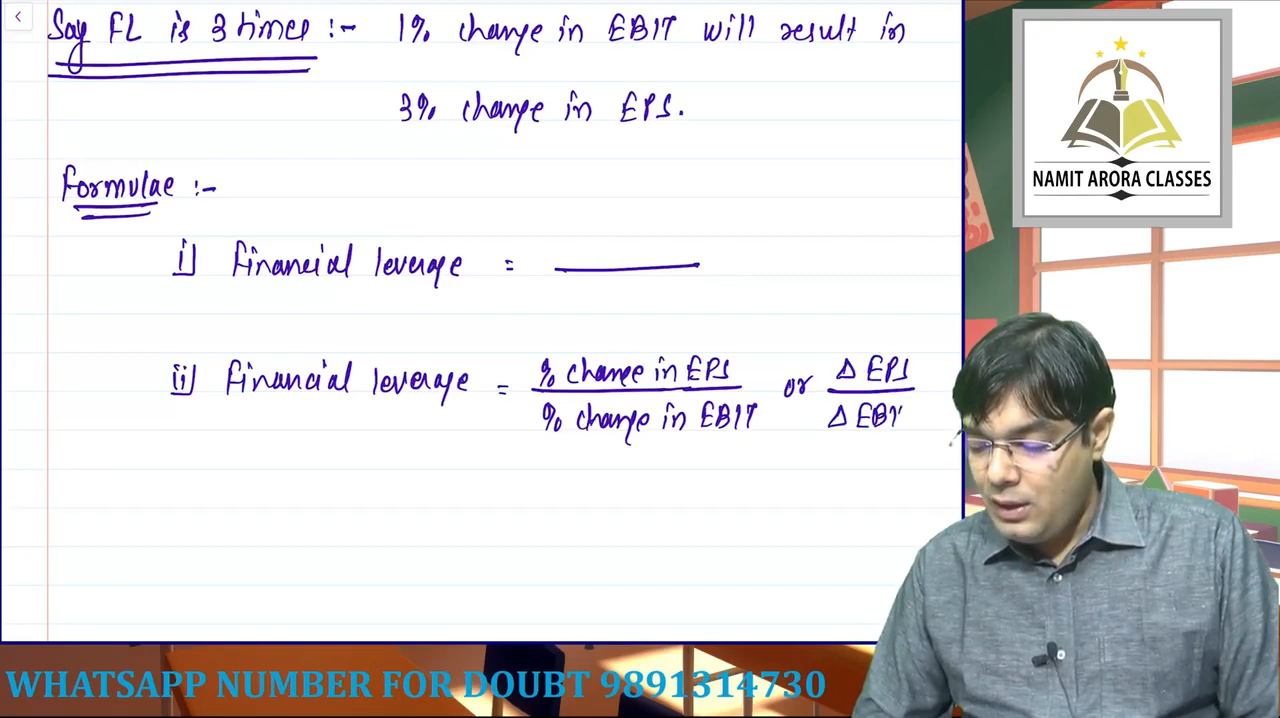 Say FL is 3 times :- 1% change in EBIT will result in
3% change in EPS.
Formulae :-
i] Financial leverage =
ii] Financial leverage = % change in EPS / % change in EBIT or Δ EPS / Δ EBIT
NAMIT ARORA CLASSES
WHATSAPP NUMBER FOR DOUBT 9891314730